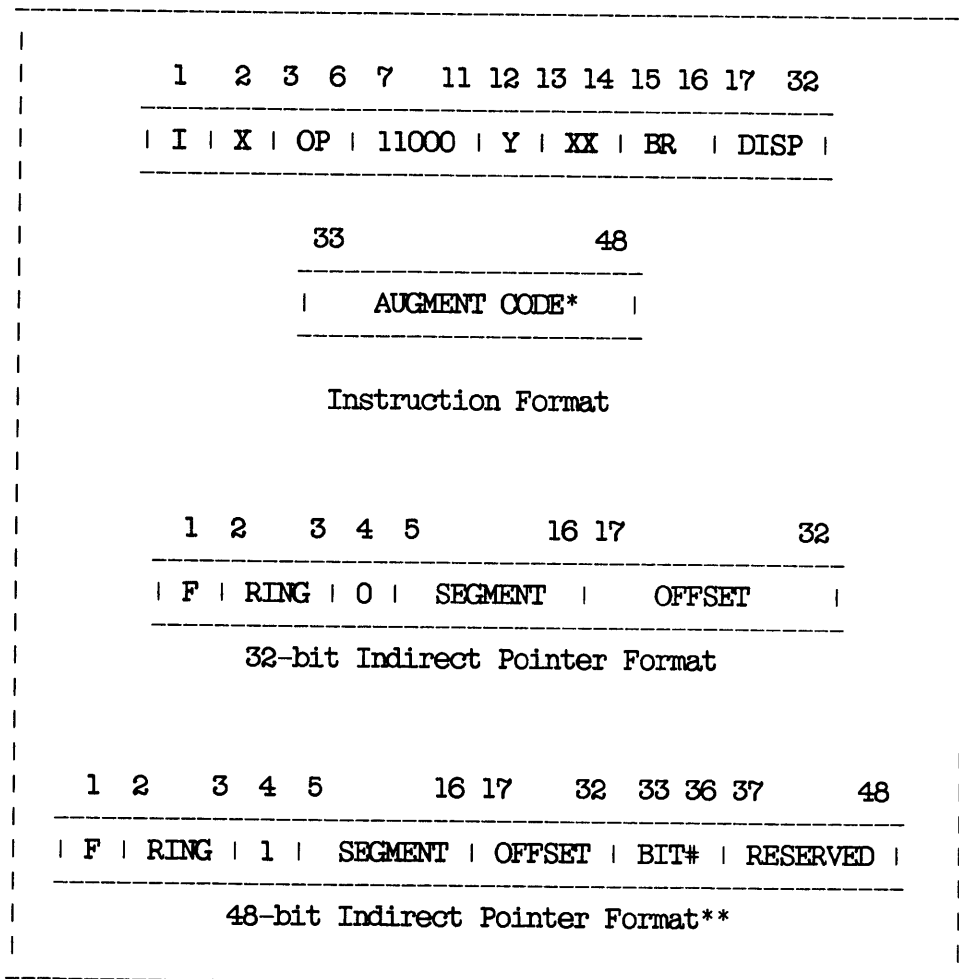 1 2 3 6 7 11 12 13 14 15 16 17 32
| I | X | OP | 11000 | Y | XX | BR | DISP |
33 48
| AUGMENT CODE* |
Instruction Format
1 2 3 4 5 16 17 32
| F | RING | 0 | SEGMENT | OFFSET |
32-bit Indirect Pointer Format
1 2 3 4 5 16 17 32 33 36 37 48
| F | RING | 1 | SEGMENT | OFFSET | BIT# | RESERVED |
48-bit Indirect Pointer Format**